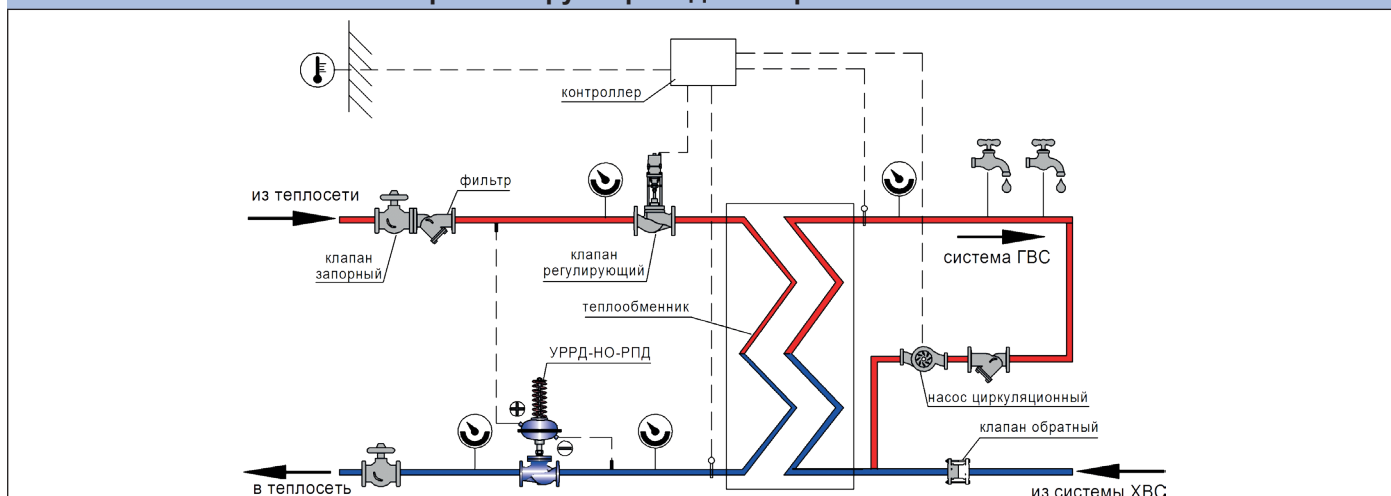 контроллер
фильтр
из теплосети
клапан
запорный
клапан
регулирующий
система ГВС
теплообменник
УРРД-НО-РПД
насос циркуляционный
клапан обратный
в теплосеть
из системы ХВС